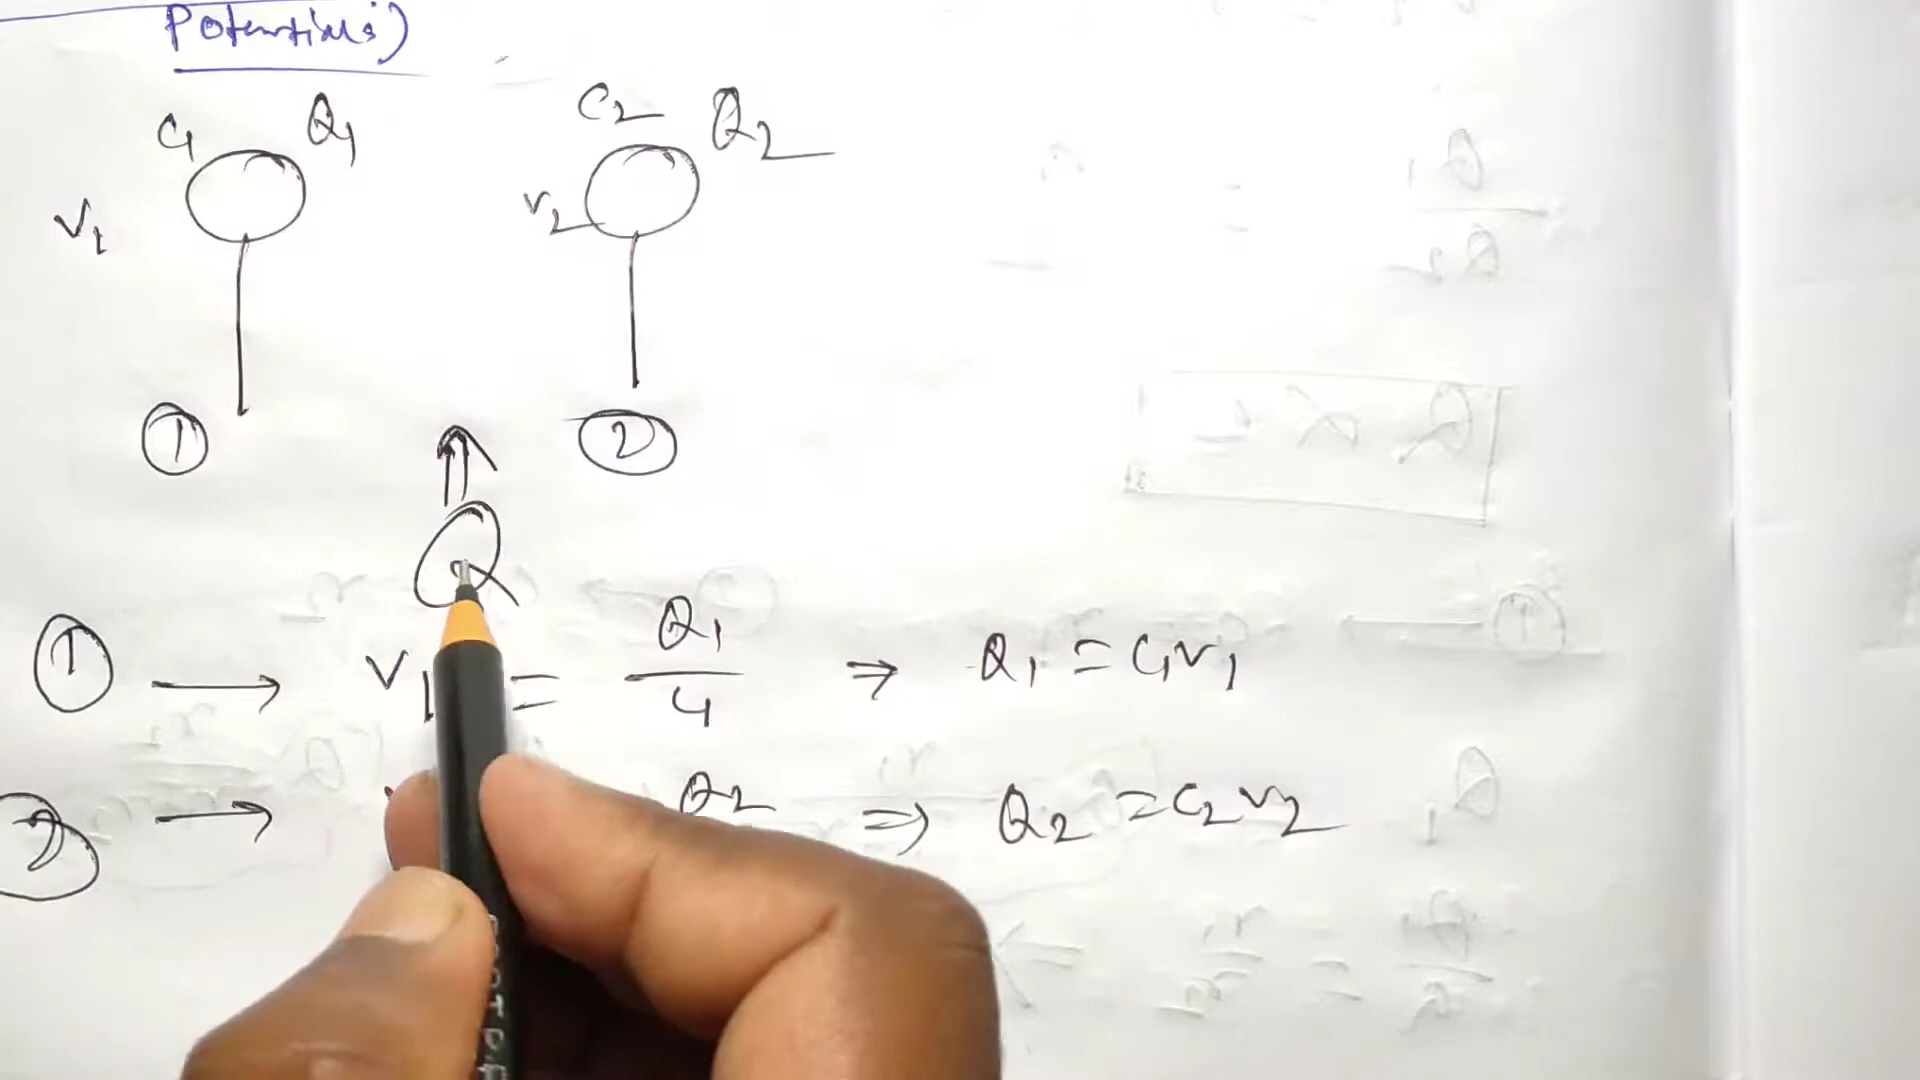 Potentials)
C1 Q1 C2 Q2
V1 V2
① ②
Q
① → V1 = Q1/C1 ⇒ Q1 = C1V1
② → Q2 ⇒ Q2 = C2V2